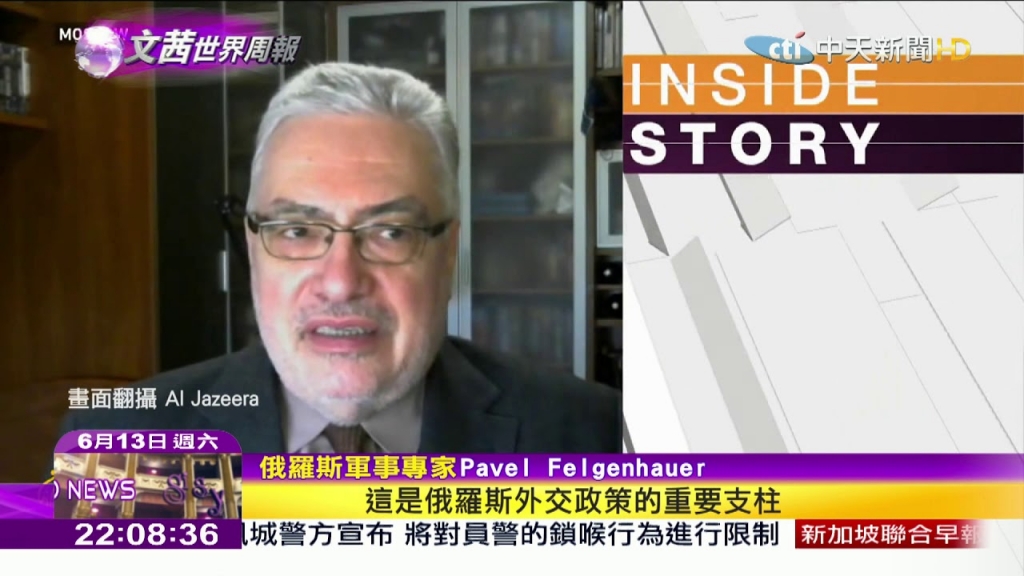 文茜世界周報
cti 中天新聞 HD
INSIDE
STORY
畫面翻攝 Al Jazeera
6月13日 週六
俄羅斯軍事專家Pavel Felgenhauer
NEWS
這是俄羅斯外交政策的重要支柱
22:08:36
城警方宣布 將對員警的鎖喉行為進行限制
新加坡聯合早報